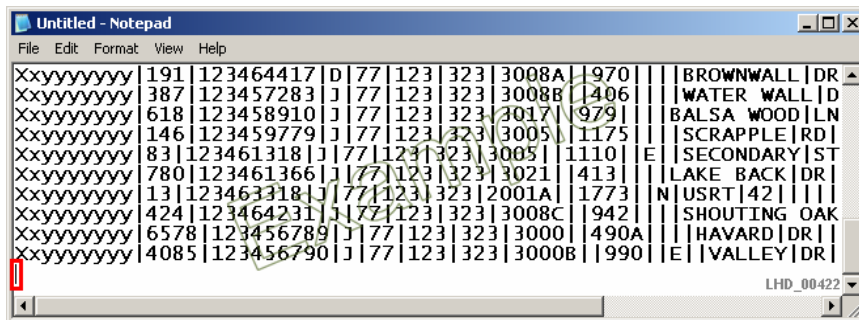 Untitled - Notepad
File Edit Format View Help
Xxyyyyyyy|191|123464417|D|77|123|323|3008A||970||||BROWNWALL|DR
Xxyyyyyyy|387|123457283|J|77|123|323|3008B||406||||WATER WALL|D
Xxyyyyyyy|618|123458910|J|77|123|323|3017||979||||BALSA WOOD|LN
Xxyyyyyyy|146|123459779|J|77|123|323|3005||1175||||SCRAPPLE|RD|
Xxyyyyyyy|83|123461318|J|77|123|323|3005||1110||E||SECONDARY|ST
Xxyyyyyyy|780|123461366|J|77|123|323|3021||413||||LAKE BACK|DR|
Xxyyyyyyy|13|123463318|J|77|123|323|2001A||1773||N|USRT|42|||||
Xxyyyyyyy|424|123464231|J|77|123|323|3008C||942||||SHOUTING OAK
Xxyyyyyyy|6578|123456789|J|77|123|323|3000||490A||||HAVARD|DR||
Xxyyyyyyy|4085|123456790|J|77|123|323|3000B||990||E||VALLEY|DR|
Example
LHD_00422